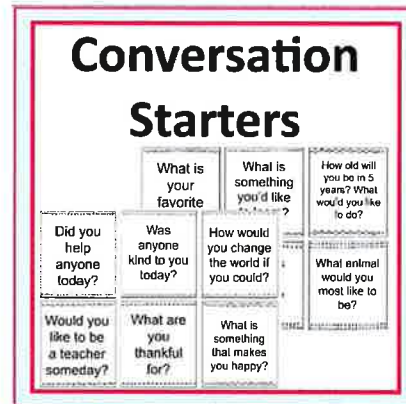 Conversation
Starters
What is
your
favorite
What is
something
you'd like
?
How old will
you be in 5
years? What
would you like
to do?
Did you
help
anyone
today?
Was
anyone
kind to you
today?
How would
you change
the world if
you could?
What animal
would you
most like to
be?
Would you
like to be
a teacher
someday?
What are
you
thankful
for?
What is
something
that makes
you happy?